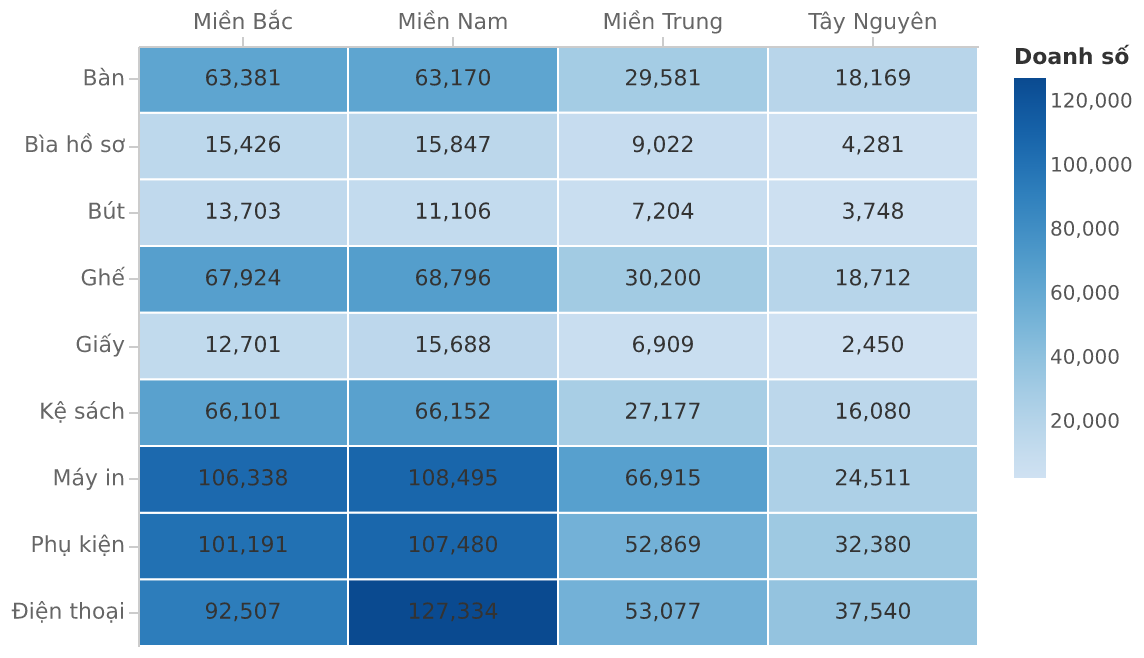 Miền Bắc Miền Nam Miền Trung Tây Nguyên
Doanh số
Bàn 63,381 63,170 29,581 18,169
Bìa hồ sơ 15,426 15,847 9,022 4,281
Bút 13,703 11,106 7,204 3,748
Ghế 67,924 68,796 30,200 18,712
Giấy 12,701 15,688 6,909 2,450
Kệ sách 66,101 66,152 27,177 16,080
Máy in 106,338 108,495 66,915 24,511
Phụ kiện 101,191 107,480 52,869 32,380
Điện thoại 92,507 127,334 53,077 37,540
120,000
100,000
80,000
60,000
40,000
20,000